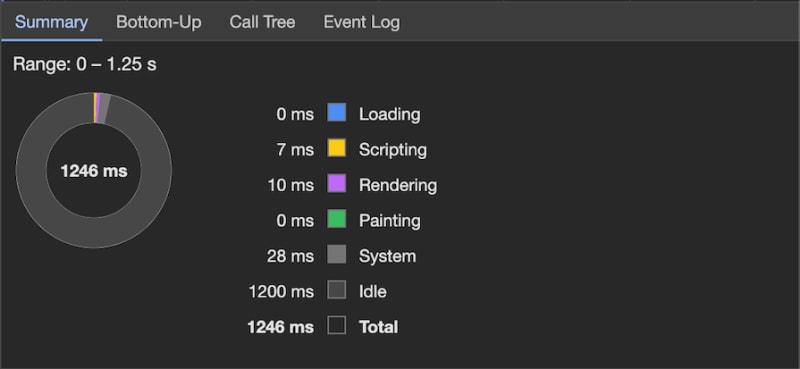 Summary Bottom-Up Call Tree Event Log
Range: 0 – 1.25 s
1246 ms
0 ms Loading
7 ms Scripting
10 ms Rendering
0 ms Painting
28 ms System
1200 ms Idle
1246 ms Total